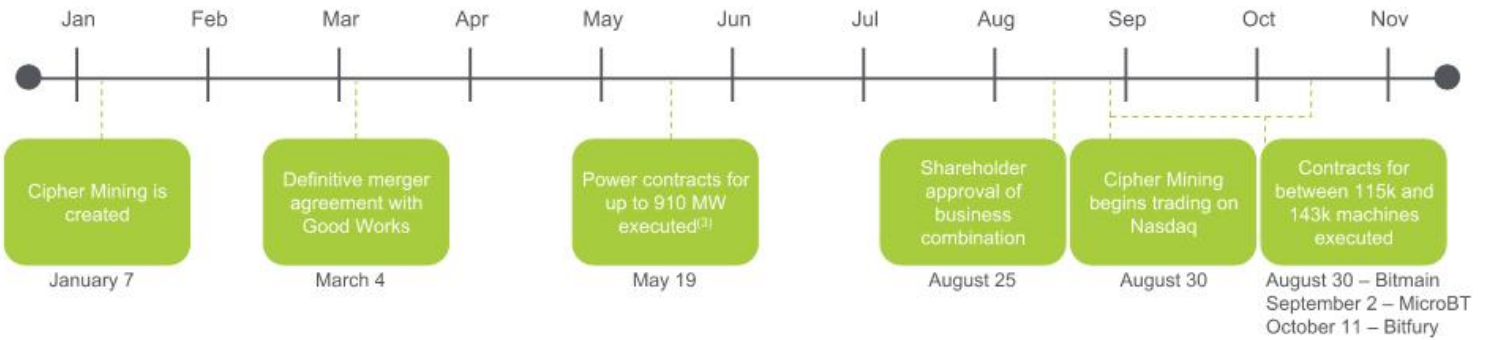 Jan Feb Mar Apr May Jun Jul Aug Sep Oct Nov
Cipher Mining is
created
January 7
Definitive merger
agreement with
Good Works
March 4
Power contracts for
up to 910 MW
executed(3)
May 19
Shareholder
approval of
business
combination
August 25
Cipher Mining
begins trading on
Nasdaq
August 30
Contracts for
between 115k and
143k machines
executed
August 30 – Bitmain
September 2 – MicroBT
October 11 – Bitfury